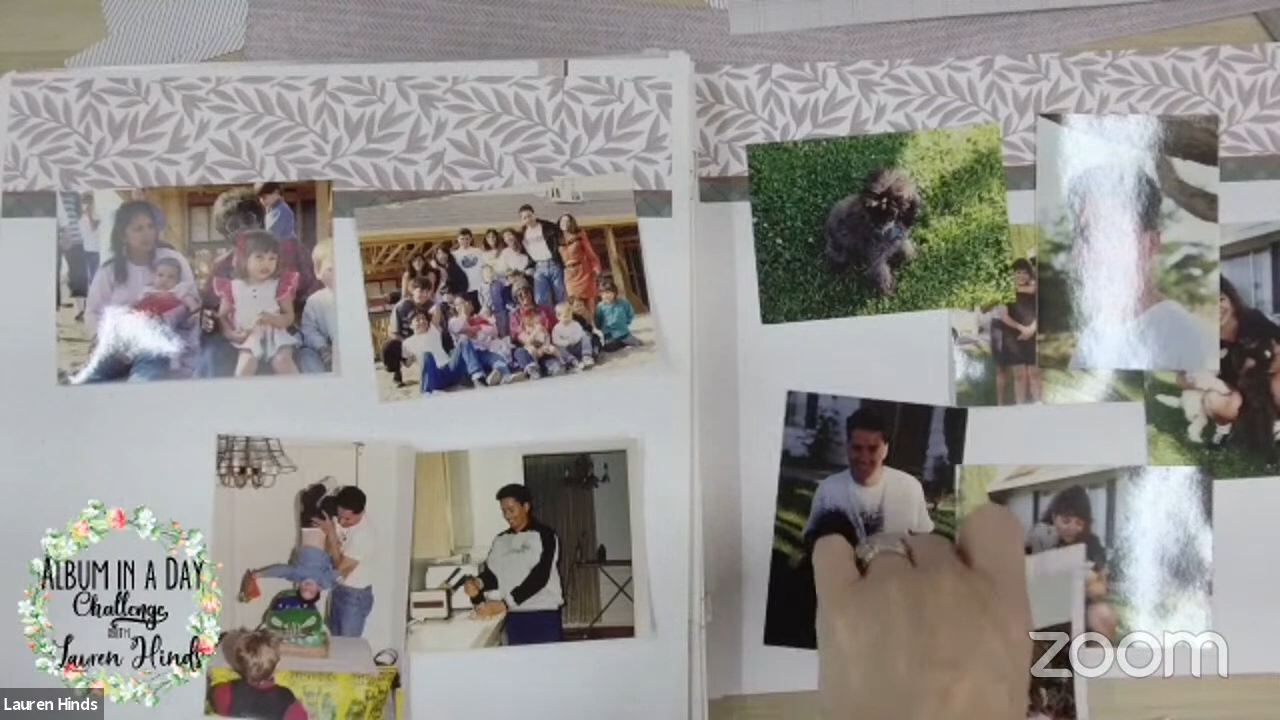 ALBUM IN A DAY
Challenge
WITH
Lauren Hinds
Lauren Hinds
zoom